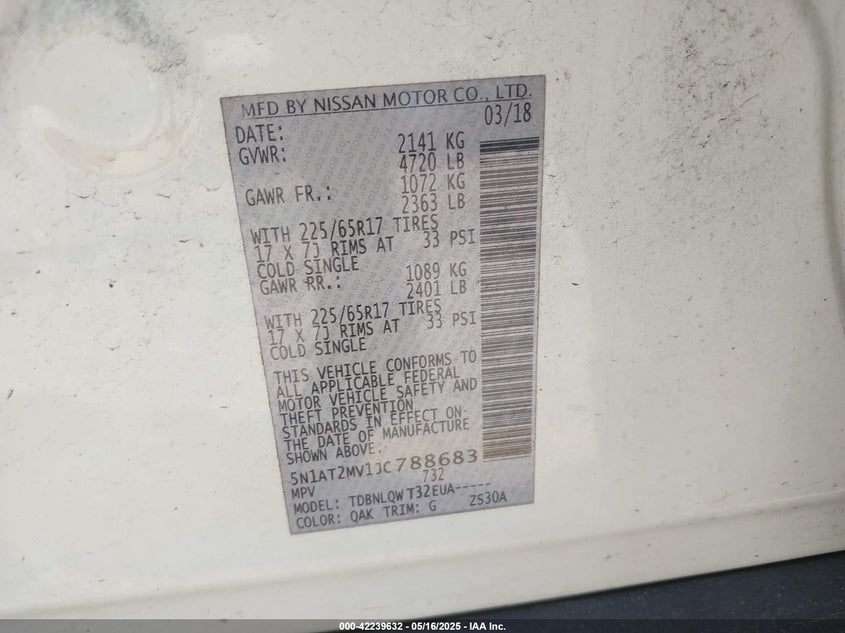 MFD BY NISSAN MOTOR CO., LTD.
DATE: 03/18
GVWR: 2141 KG
4720 LB
GAWR FR.: 1072 KG
2363 LB
WITH 225/65R17 TIRES
17 X 7J RIMS AT 33 PSI
COLD SINGLE
GAWR RR.: 1089 KG
2401 LB
WITH 225/65R17 TIRES
17 X 7J RIMS AT 33 PSI
COLD SINGLE
THIS VEHICLE CONFORMS TO
ALL APPLICABLE FEDERAL
MOTOR VEHICLE SAFETY AND
THEFT PREVENTION
STANDARDS IN EFFECT ON
THE DATE OF MANUFACTURE
SHOWN ABOVE.
5N1AT2MV1JC788683
MPV 732
MODEL: TDBNLQWT32EUA-----
COLOR: QAK TRIM: G ZS30A
000-42239632 - 05/16/2025 - IAA Inc.